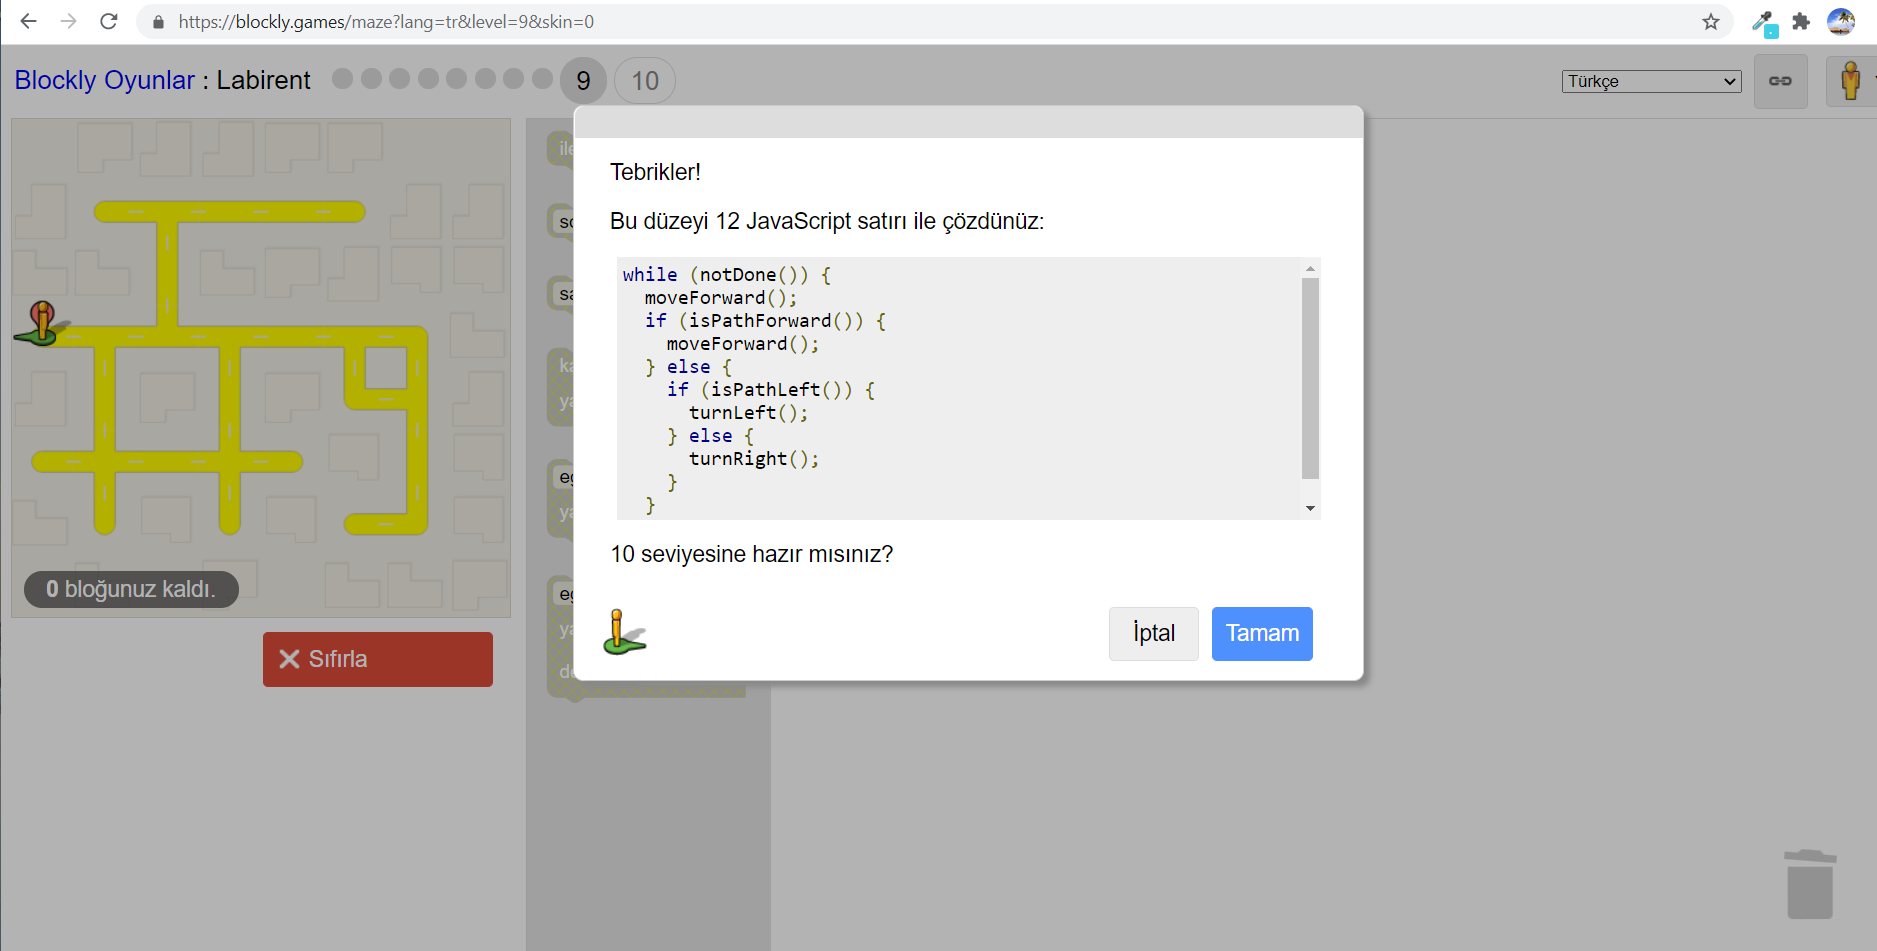 https://blockly.games/maze?lang=tr&level=9&skin=0
Blockly Oyunlar : Labirent
9
10
Türkçe
Tebrikler!
Bu düzeyi 12 JavaScript satırı ile çözdünüz:
while (notDone()) {
  moveForward();
  if (isPathForward()) {
    moveForward();
  } else {
    if (isPathLeft()) {
      turnLeft();
    } else {
      turnRight();
    }
  }
10 seviyesine hazır mısınız?
İptal
Tamam
0 bloğunuz kaldı.
Sıfırla